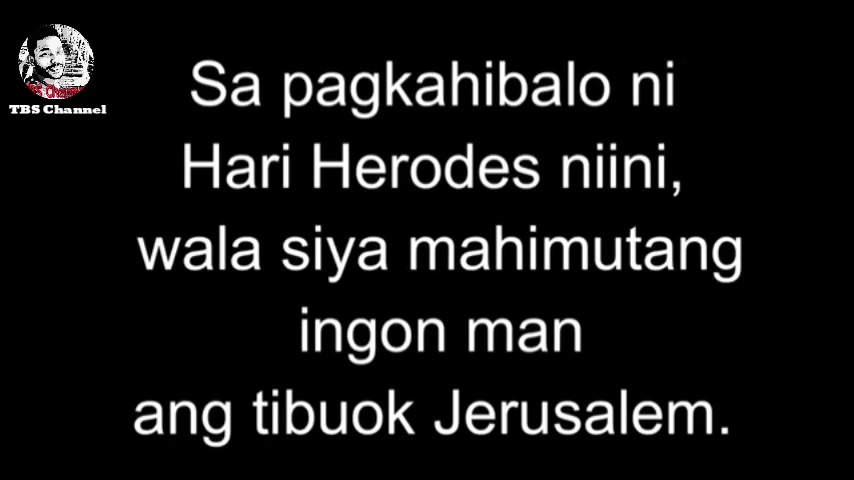 TBS Channel
Sa pagkahibalo ni
Hari Herodes niini,
wala siya mahimutang
ingon man
ang tibuok Jerusalem.